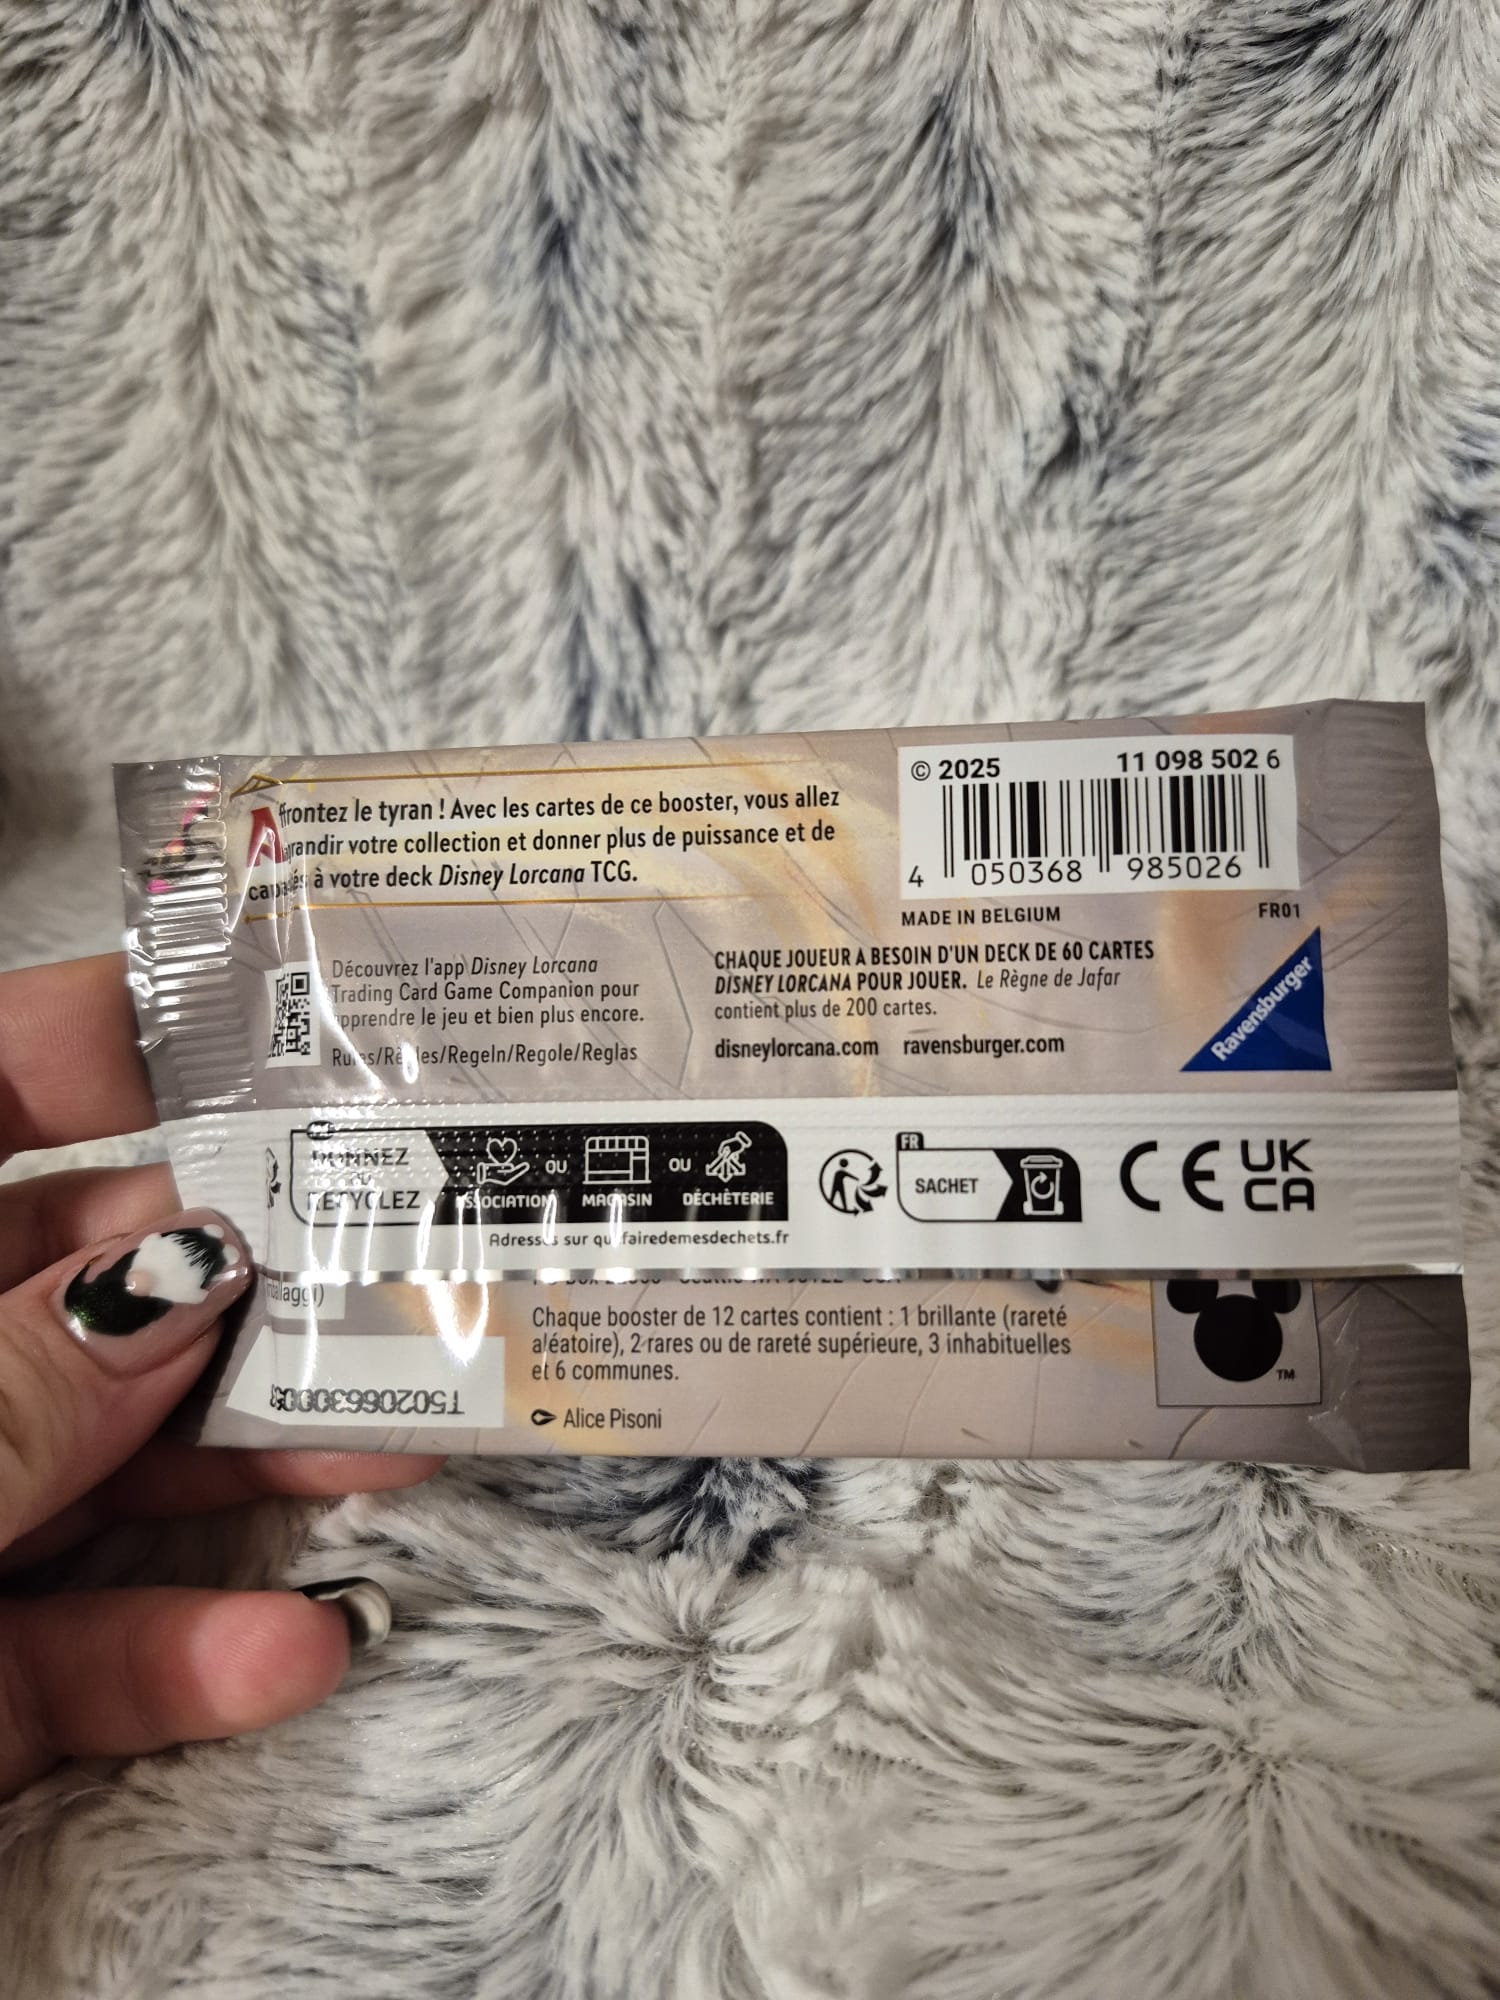 Affrontez le tyran ! Avec les cartes de ce booster, vous allez
agrandir votre collection et donner plus de puissance et de
capacités à votre deck Disney Lorcana TCG.
© 2025 11 098 502 6
4 050368 985026
MADE IN BELGIUM FR01
Découvrez l'app Disney Lorcana
Trading Card Game Companion pour
apprendre le jeu et bien plus encore.
Rules/Règles/Regeln/Regole/Reglas
CHAQUE JOUEUR A BESOIN D'UN DECK DE 60 CARTES
DISNEY LORCANA POUR JOUER. Le Règne de Jafar
contient plus de 200 cartes.
disneylorcana.com ravensburger.com
Ravensburger
DONNEZ
RECYCLEZ
ASSOCIATION OU MAGASIN OU DÉCHÈTERIE
Adresses sur quefairedemesdechets.fr
FR
SACHET
CE UK
CA
Chaque booster de 12 cartes contient : 1 brillante (rareté
aléatoire), 2 rares ou de rareté supérieure, 3 inhabituelles
et 6 communes.
Alice Pisoni
TM